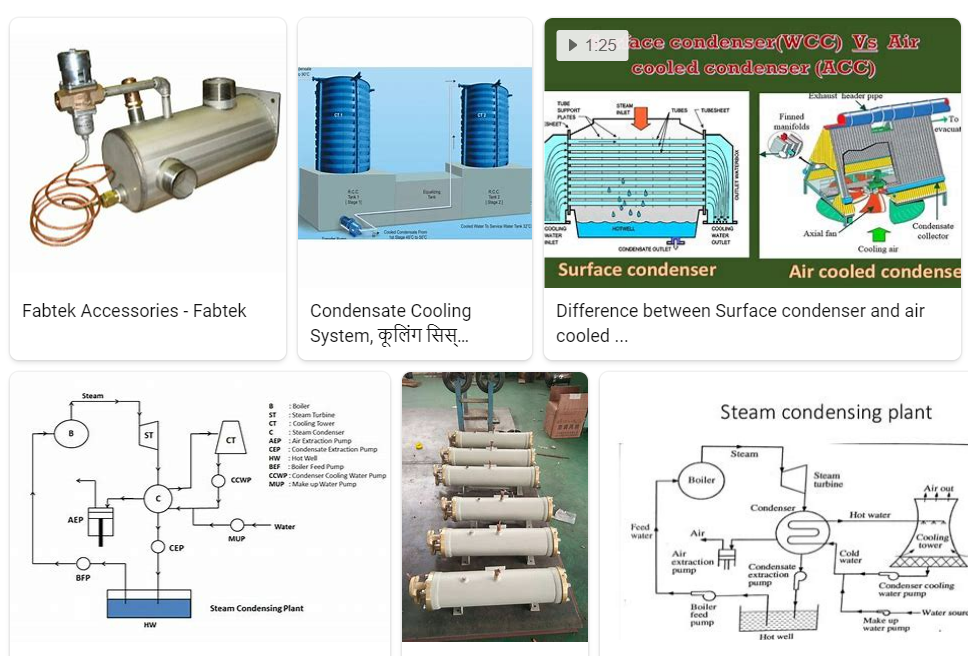 1:25
face condenser(WCC) Vs Air
cooled condenser (ACC)
TUBE
SUPPORT
PLATES
STEAM
INLET
TUBES
TUBESHEET
SHEET
OUTLET WATERBOX
HOTWELL
COOLING
WATER
INLET
CONDENSATE OUTLET
COOLING
WATER
OUTLET
Surface condenser
Exhaust header pipe
Finned
manifolds
To
evacuat
Axial fan
Cooling air
Condensate
collector
Air cooled condense
CT 1
CT 2
R.C.C
Tank 1
( Stage 1)
Equalizing
Tank
R.C.C
Tank 2
( Stage 2 )
Cooled Condensate From
1st Stage 45°C to 50°C
Cooled Water To Service Water Tank 32°C
Fabtek Accessories - Fabtek
Condensate Cooling
System, कूलिंग सिस्...
Difference between Surface condenser and air
cooled ...
Steam
B
ST
CT
C
CCWP
AEP
MUP
Water
CEP
BFP
HW
Steam Condensing Plant
B : Boiler
ST : Steam Turbine
CT : Cooling Tower
C : Steam Condenser
AEP : Air Extraction Pump
CEP : Condensate Extraction Pump
HW : Hot Well
BEF : Boiler Feed Pump
CCWP : Condenser Cooling Water Pump
MUP : Make up Water Pump
Steam condensing plant
Steam
Boiler
Steam
turbine
Air out
Condenser
Hot water
Feed
water
Air
Cooling
tower
Cold
water
Air
extraction
pump
Condensate
extraction
pump
Condenser cooling
water pump
Boiler
feed
pump
Water sourc
Make up
water pump
Hot well